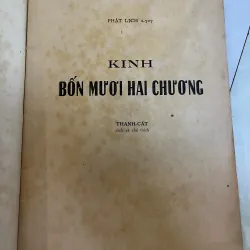 PHẬT LỊCH
KINH
BỐN MƯƠI HAI CHƯƠNG
THANH-CÁT